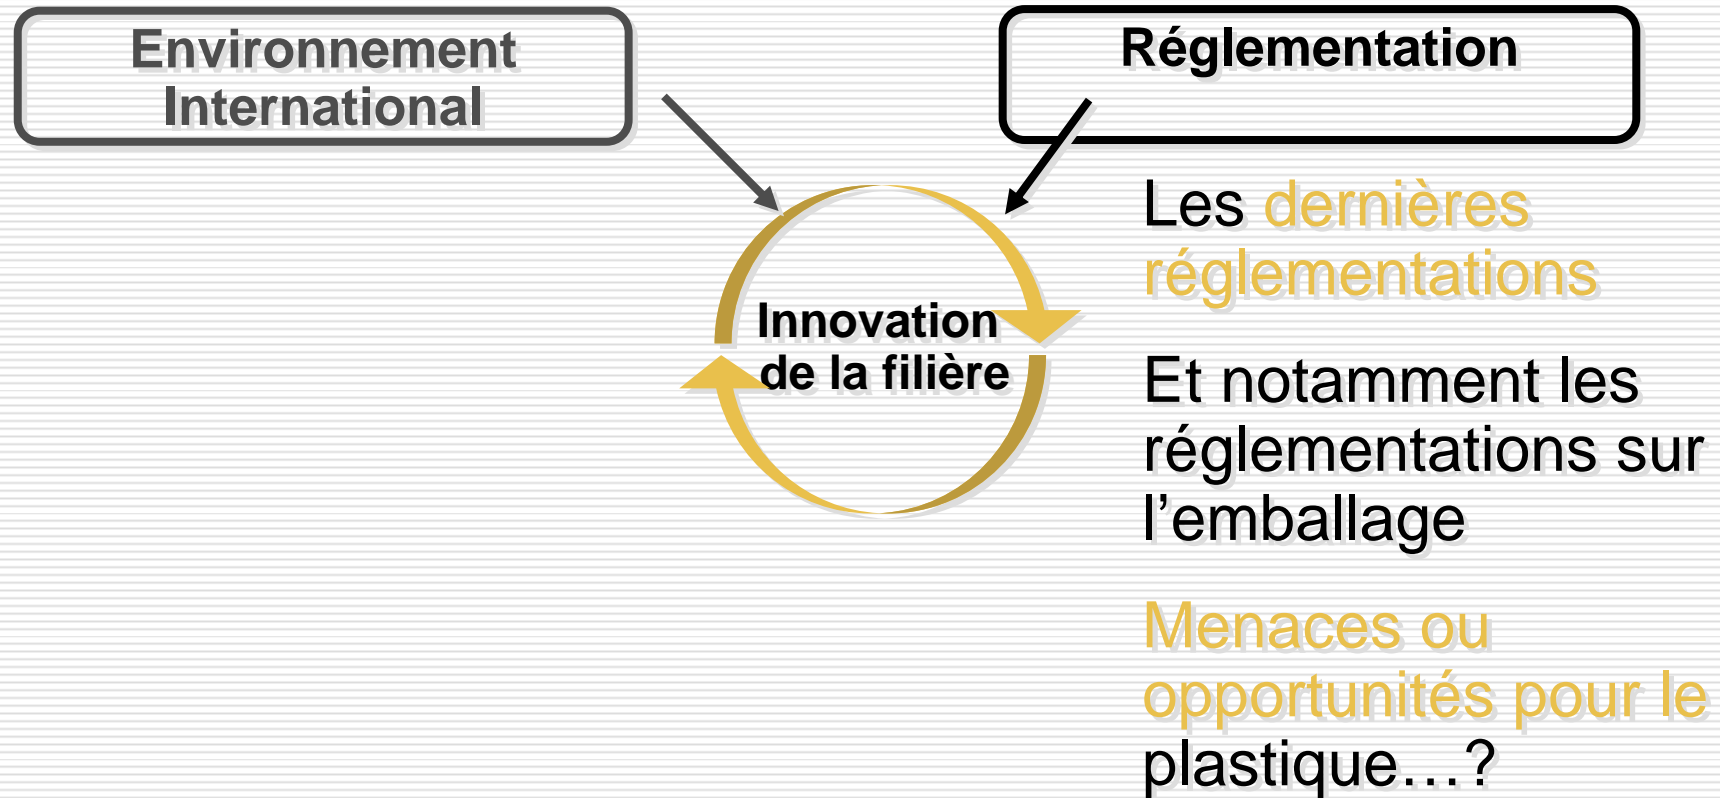 Environnement
International
Réglementation
Innovation
de la filière
Les dernières
réglementations
Et notamment les
réglementations sur
l’emballage
Menaces ou
opportunités pour le
plastique…?